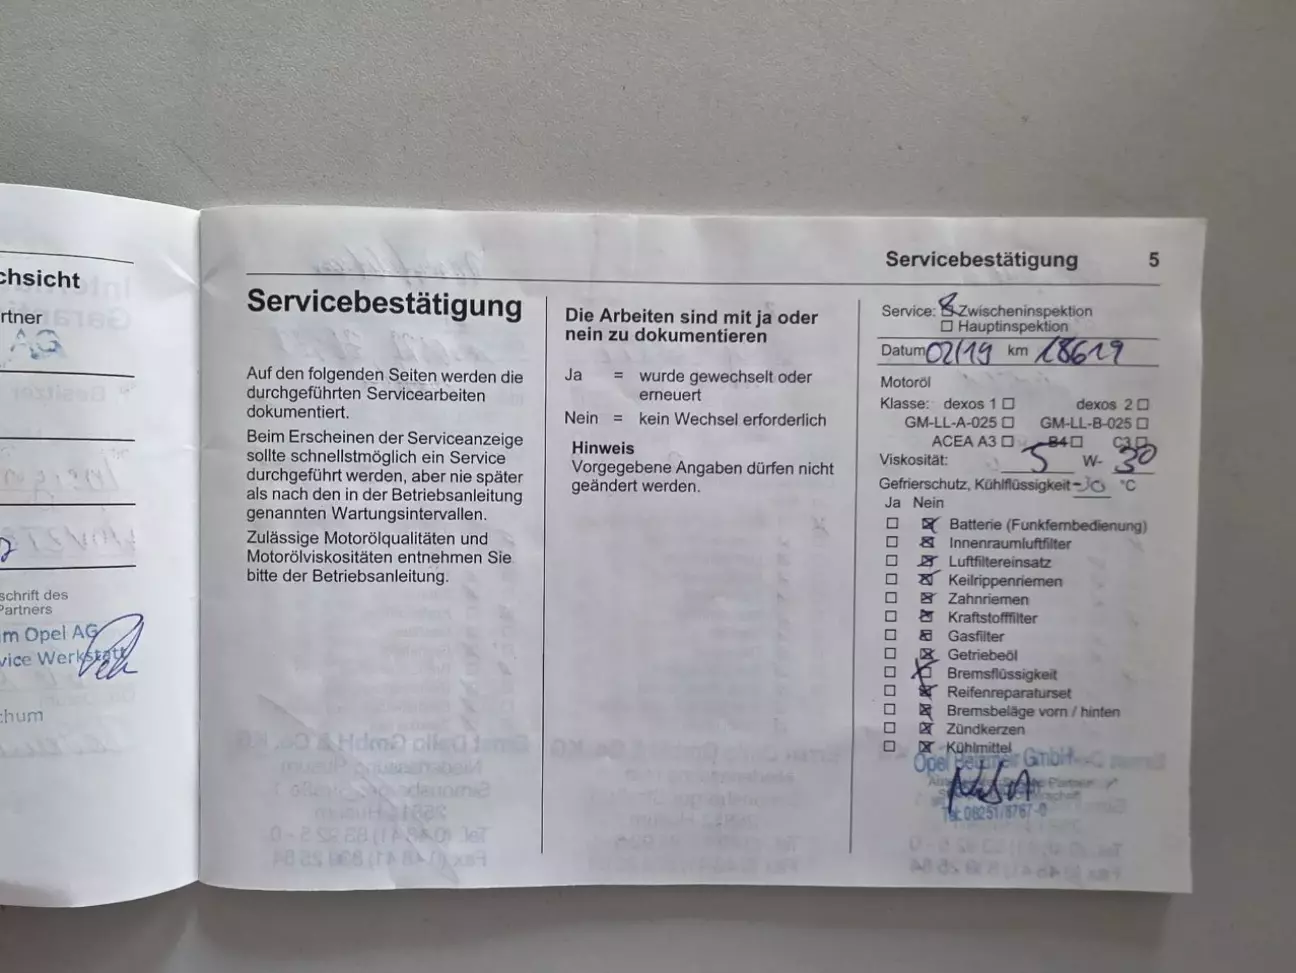 chsicht
rtner
AG
schrift des
Partners
m Opel AG
vice Werkstatt
chum
Servicebestätigung 5
Servicebestätigung
Auf den folgenden Seiten werden die
durchgeführten Servicearbeiten
dokumentiert.
Beim Erscheinen der Serviceanzeige
sollte schnellstmöglich ein Service
durchgeführt werden, aber nie später
als nach den in der Betriebsanleitung
genannten Wartungsintervallen.
Zulässige Motorölqualitäten und
Motorölviskositäten entnehmen Sie
bitte der Betriebsanleitung.
Die Arbeiten sind mit ja oder
nein zu dokumentieren
Ja = wurde gewechselt oder
erneuert
Nein = kein Wechsel erforderlich
Hinweis
Vorgegebene Angaben dürfen nicht
geändert werden.
Service: Zwischeninspektion
Hauptinspektion
Datum 02/19 km 18619
Motoröl
Klasse: dexos 1 dexos 2
GM-LL-A-025 GM-LL-B-025
ACEA A3 B4 C3
Viskosität: 5 W- 30
Gefrierschutz, Kühlflüssigkeit -30 °C
Ja Nein
Batterie (Funkfernbedienung)
Innenraumluftfilter
Luftfiltereinsatz
Keilrippenriemen
Zahnriemen
Kraftstofffilter
Gasfilter
Getriebeöl
Bremsflüssigkeit
Reifenreparaturset
Bremsbeläge vorn / hinten
Zündkerzen
Kühlmittel
Opel GmbH
Tel: 08251/8767-0